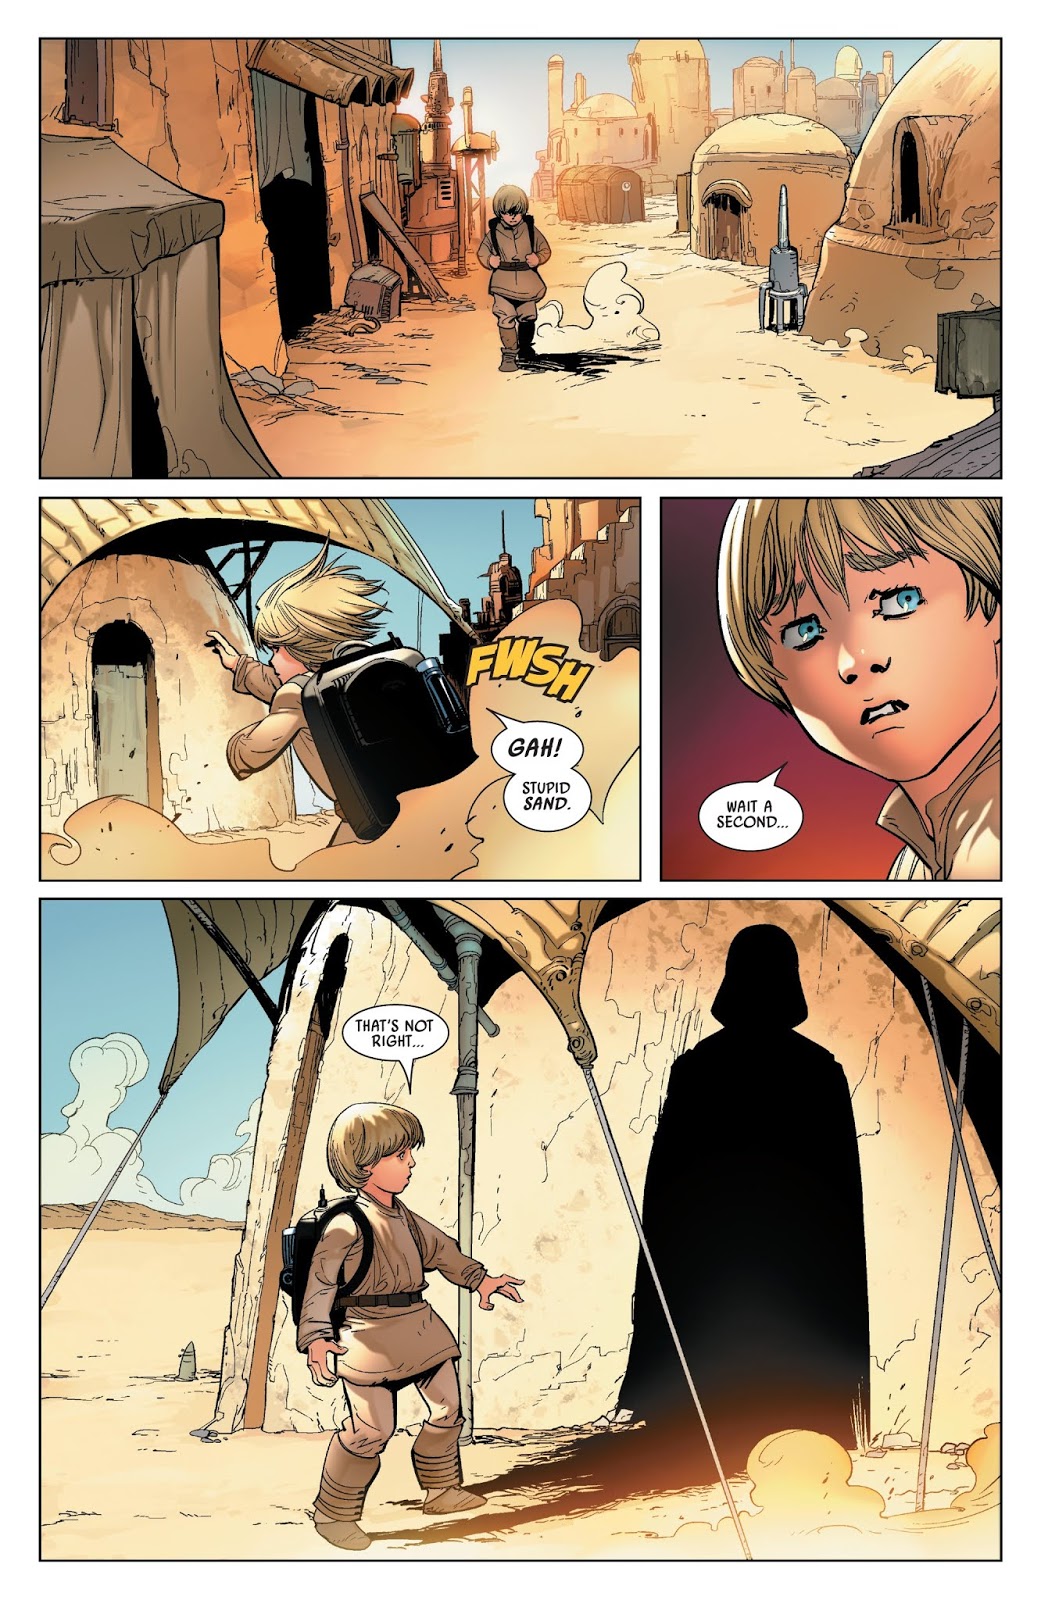 FWSH
GAH!
STUPID
SAND.
WAIT A
SECOND...
THAT'S NOT
RIGHT...